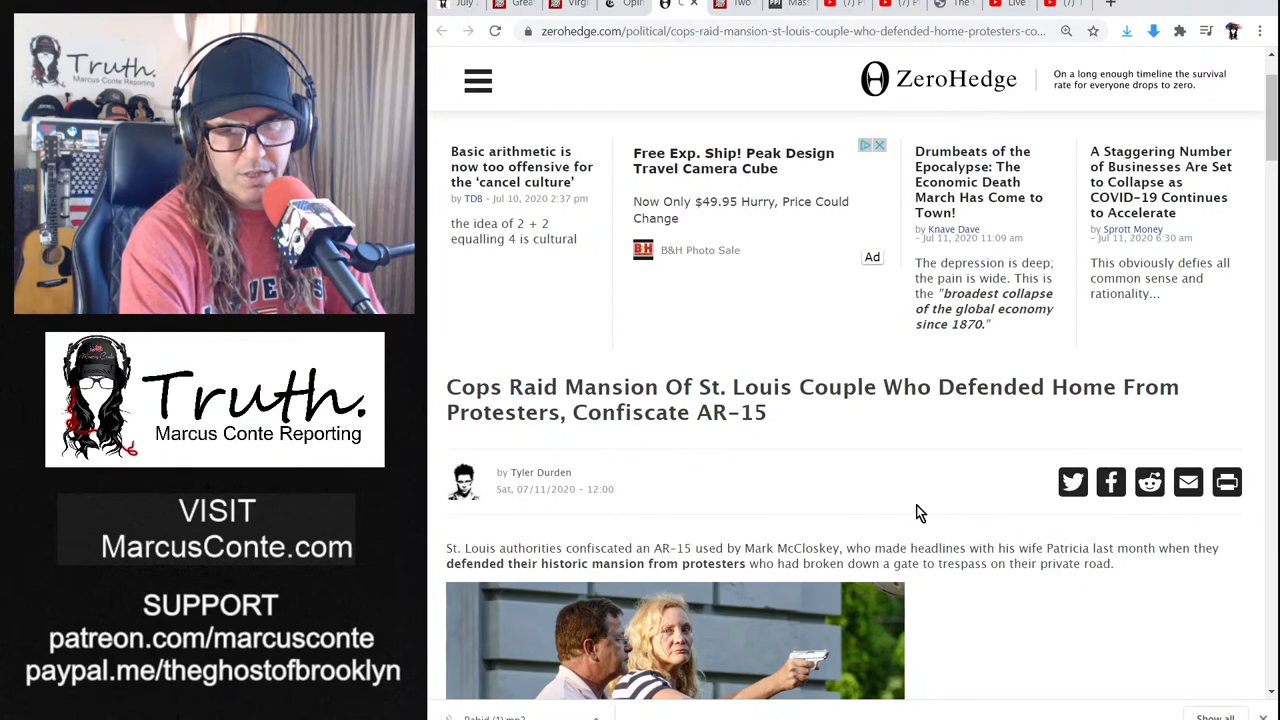 Truth.
Marcus Conte Reporting
Truth.
Marcus Conte Reporting
VISIT
MarcusConte.com
SUPPORT
patreon.com/marcusconte
paypal.me/theghostofbrooklyn
zerohedge.com/political/cops-raid-mansion-st-louis-couple-who-defended-home-protesters-co...
ZeroHedge
On a long enough timeline the survival
rate for everyone drops to zero.
Basic arithmetic is
now too offensive for
the ‘cancel culture’
by TDB - Jul 10, 2020 2:37 pm
the idea of 2 + 2
equalling 4 is cultural
Free Exp. Ship! Peak Design
Travel Camera Cube
Now Only $49.95 Hurry, Price Could
Change
B&H Photo Sale
Ad
Drumbeats of the
Epocalypse: The
Economic Death
March Has Come to
Town!
by Knave Dave
- Jul 11, 2020 11:09 am
The depression is deep;
the pain is wide. This is
the "broadest collapse
of the global economy
since 1870."
A Staggering Number
of Businesses Are Set
to Collapse as
COVID-19 Continues
to Accelerate
by Sprott Money
- Jul 11, 2020 6:30 am
This obviously defies all
common sense and
rationality...
Cops Raid Mansion Of St. Louis Couple Who Defended Home From
Protesters, Confiscate AR-15
by Tyler Durden
Sat, 07/11/2020 - 12:00
St. Louis authorities confiscated an AR-15 used by Mark McCloskey, who made headlines with his wife Patricia last month when they
defended their historic mansion from protesters who had broken down a gate to trespass on their private road.
Show all